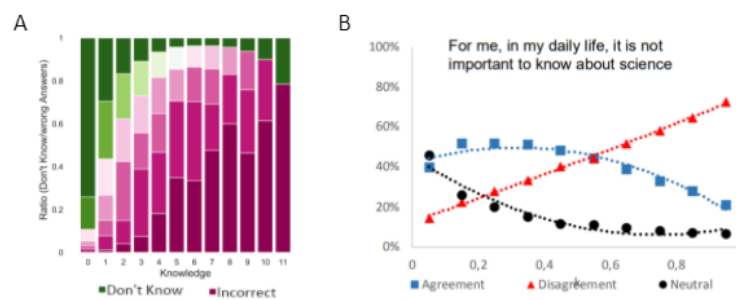 A
Ratio (Don't Know/wrong Answers)
1
0.8
0.6
0.4
0.2
0
0 1 2 3 4 5 6 7 8 9 10 11
Knowledge
Don't Know Incorrect
B
For me, in my daily life, it is not
important to know about science
100%
80%
60%
40%
20%
0%
0 0,2 0,4 0,6 0,8
Agreement Disagreement Neutral